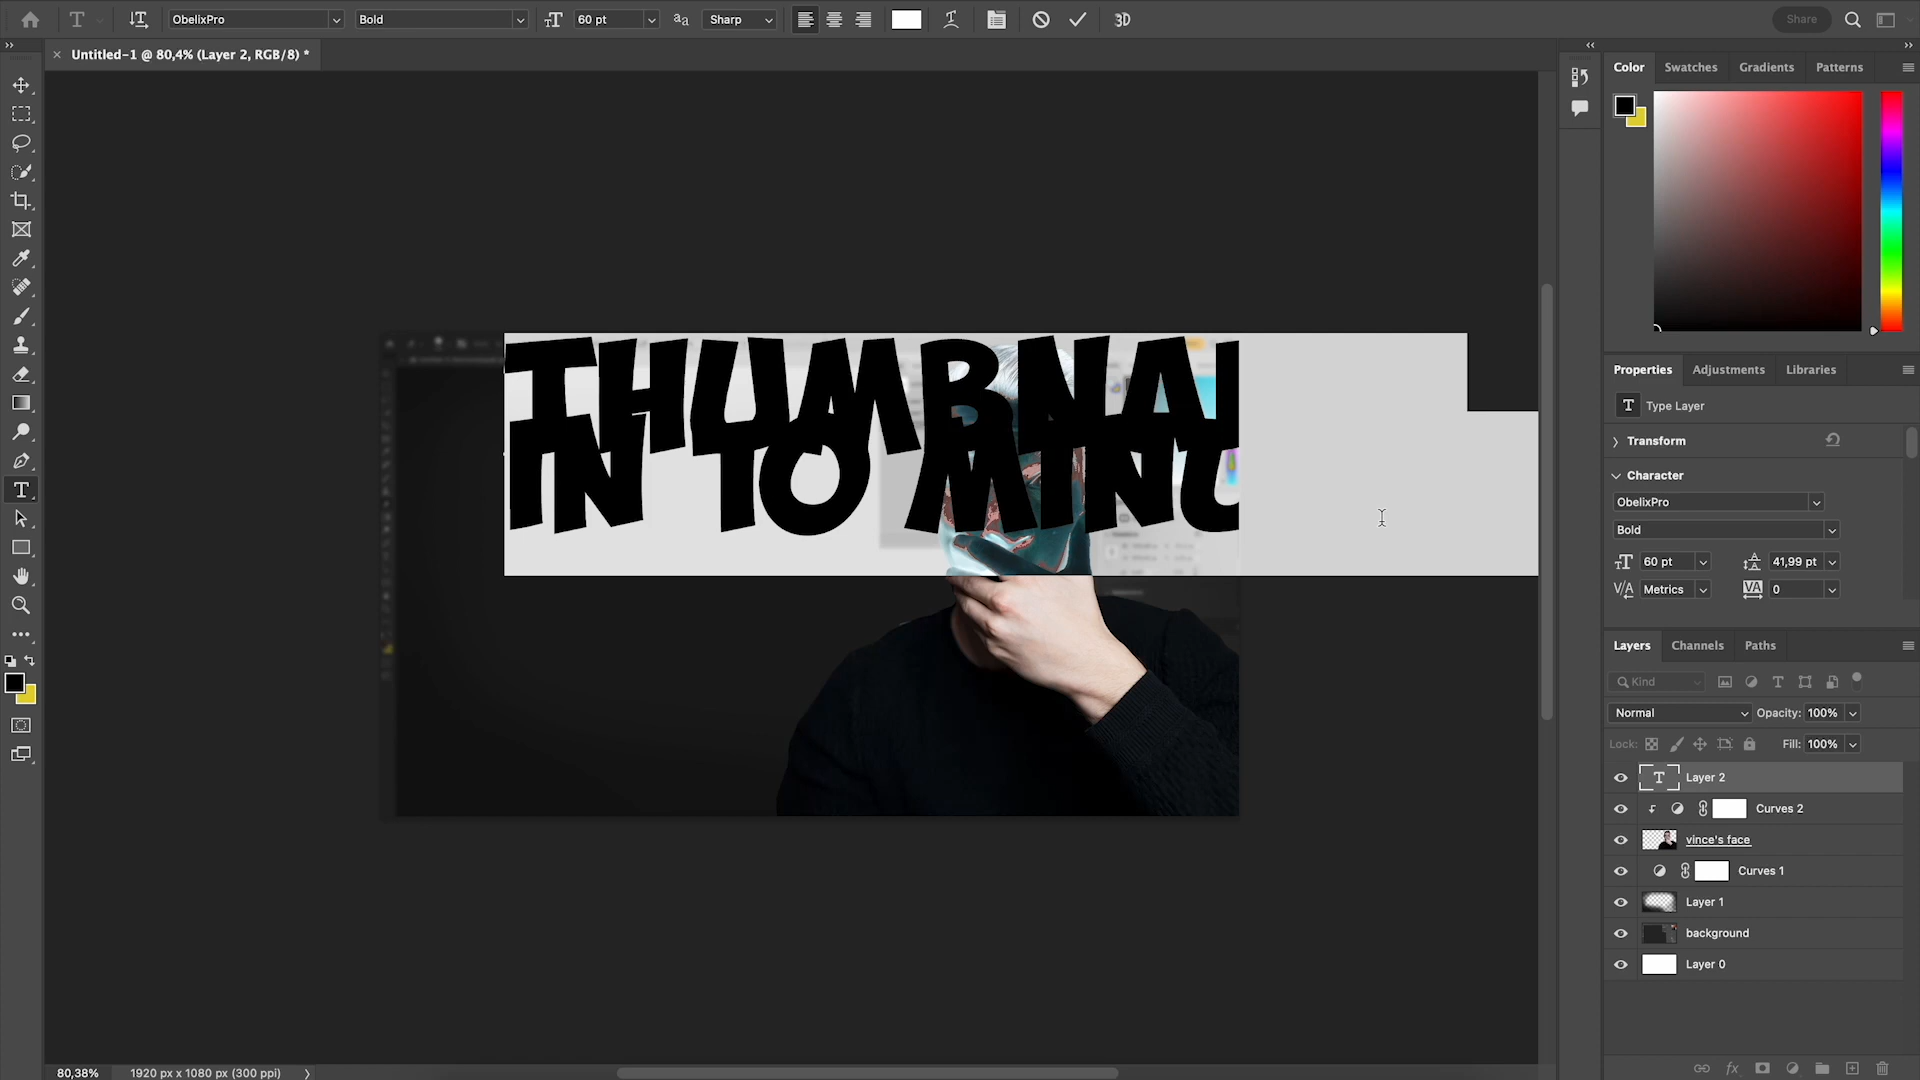 ObelixPro Bold 60 pt Sharp 3D Share
× Untitled-1 @ 80,4% (Layer 2, RGB/8) *
Color Swatches Gradients Patterns
THUMBNAI
IN 10 MINU
Properties Adjustments Libraries
T Type Layer
Transform
Character
ObelixPro
Bold
60 pt 41,99 pt
Metrics 0
Layers Channels Paths
Kind
Normal Opacity: 100%
Lock: Fill: 100%
Layer 2
Curves 2
vince's face
Curves 1
Layer 1
background
Layer 0
80,38% 1920 px x 1080 px (300 ppi)